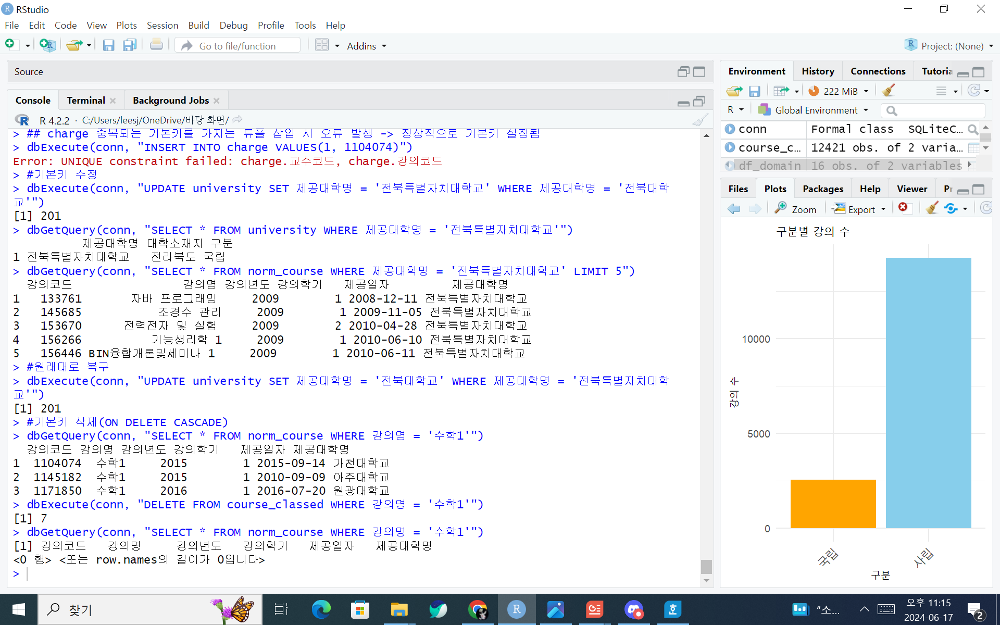 RStudio
File Edit Code View Plots Session Build Debug Profile Tools Help
Go to file/function Addins Project: (None)
Source
Console Terminal Background Jobs
R 4.2.2 · C:/Users/leesj/OneDrive/바탕 화면/
> ## charge 중복되는 기본키를 가지는 튜플 삽입 시 오류 발생 -> 정상적으로 기본키 설정됨
> dbExecute(conn, "INSERT INTO charge VALUES(1, 1104074)")
Error: UNIQUE constraint failed: charge.교수코드, charge.강의코드
> #기본키 수정
> dbExecute(conn, "UPDATE university SET 제공대학명 = '전북특별자치대학교' WHERE 제공대학명 = '전북대학
교'")
[1] 201
> dbGetQuery(conn, "SELECT * FROM university WHERE 제공대학명 = '전북특별자치대학교'")
제공대학명 대학소재지 구분
1 전북특별자치대학교 전라북도 국립
> dbGetQuery(conn, "SELECT * FROM norm_course WHERE 제공대학명 = '전북특별자치대학교' LIMIT 5")
강의코드 강의명 강의년도 강의학기 제공일자 제공대학명
1 133761 자바 프로그래밍 2009 1 2008-12-11 전북특별자치대학교
2 145685 조경수 관리 2009 1 2009-11-05 전북특별자치대학교
3 153670 전력전자 및 실험 2009 2 2010-04-28 전북특별자치대학교
4 156266 기능생리학 1 2009 1 2010-06-10 전북특별자치대학교
5 156446 BIN융합개론및세미나 1 2009 1 2010-06-11 전북특별자치대학교
> #원래대로 복구
> dbExecute(conn, "UPDATE university SET 제공대학명 = '전북대학교' WHERE 제공대학명 = '전북특별자치대학
교'")
[1] 201
> #기본키 삭제(ON DELETE CASCADE)
> dbGetQuery(conn, "SELECT * FROM norm_course WHERE 강의명 = '수학1'")
강의코드 강의명 강의년도 강의학기 제공일자 제공대학명
1 1104074 수학1 2015 1 2015-09-14 가천대학교
2 1145182 수학1 2015 1 2010-09-09 아주대학교
3 1171850 수학1 2016 1 2016-07-20 원광대학교
> dbExecute(conn, "DELETE FROM course_classed WHERE 강의명 = '수학1'")
[1] 7
> dbGetQuery(conn, "SELECT * FROM norm_course WHERE 강의명 = '수학1'")
[1] 강의코드 강의명 강의년도 강의학기 제공일자 제공대학명
<0 행> <또는 row.names의 길이가 0입니다>
>
Environment History Connections Tutoria
222 MiB
R Global Environment
conn Formal class SQLiteC...
course_c... 12421 obs. of 2 varia...
df_domain 16 obs. of 2 variables
Files Plots Packages Help Viewer Pr
Zoom Export
구분별 강의 수
10000
5000
0
강의 수
국립 사립
구분
찾기
"소...
오후 11:15
2024-06-17
2